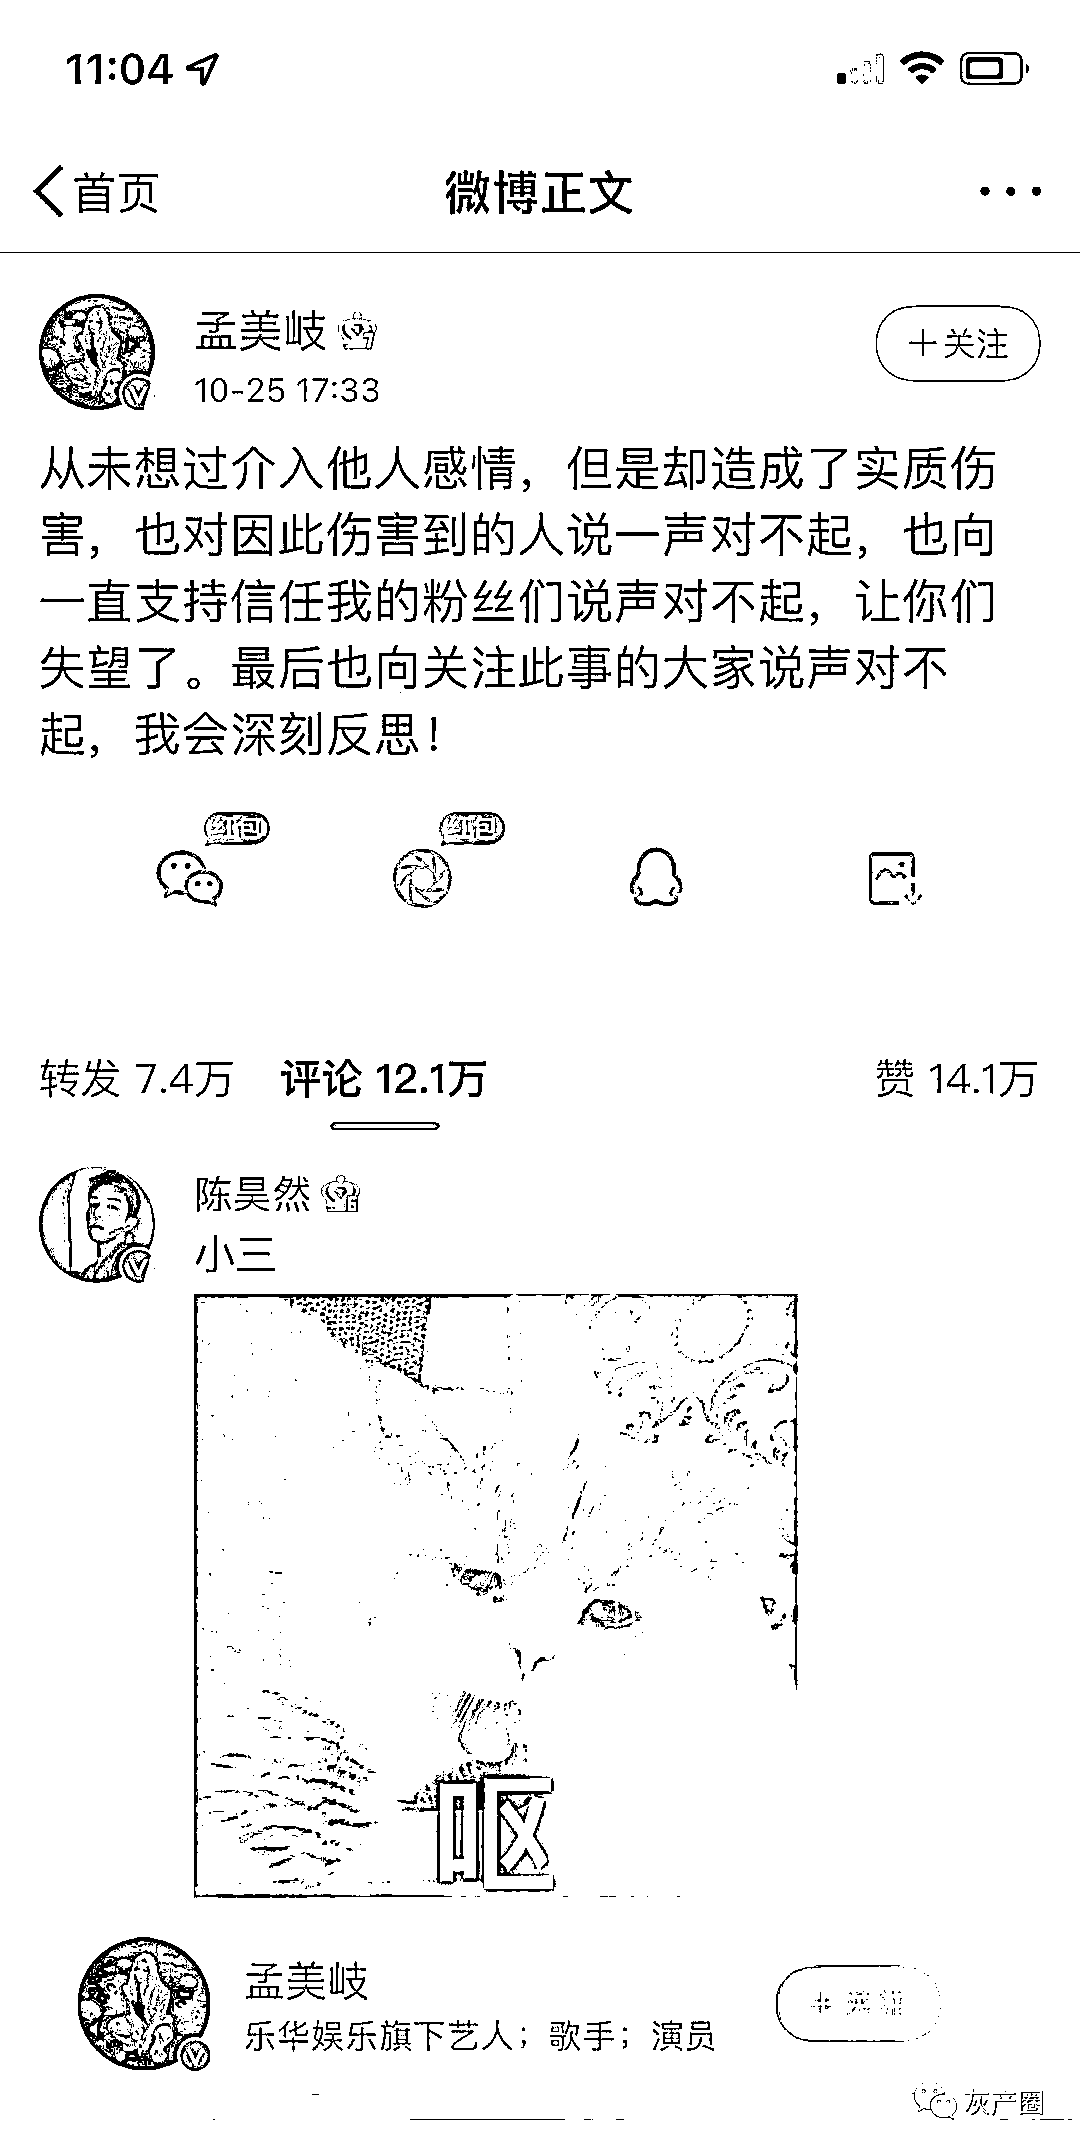 11:04
首页
微博正文
孟美岐
+关注
10-25 17:33
从未想过介入他人感情，但是却造成了实质伤
害，也对因此伤害到的人说一声对不起，也向
一直支持信任我的粉丝们说声对不起，让你们
失望了。最后也向关注此事的大家说声对不
起，我会深刻反思！
红包 红包
转发 7.4万 评论 12.1万 赞 14.1万
陈昊然
小三
呕
孟美岐
+关注
乐华娱乐旗下艺人；歌手；演员
灰产圈